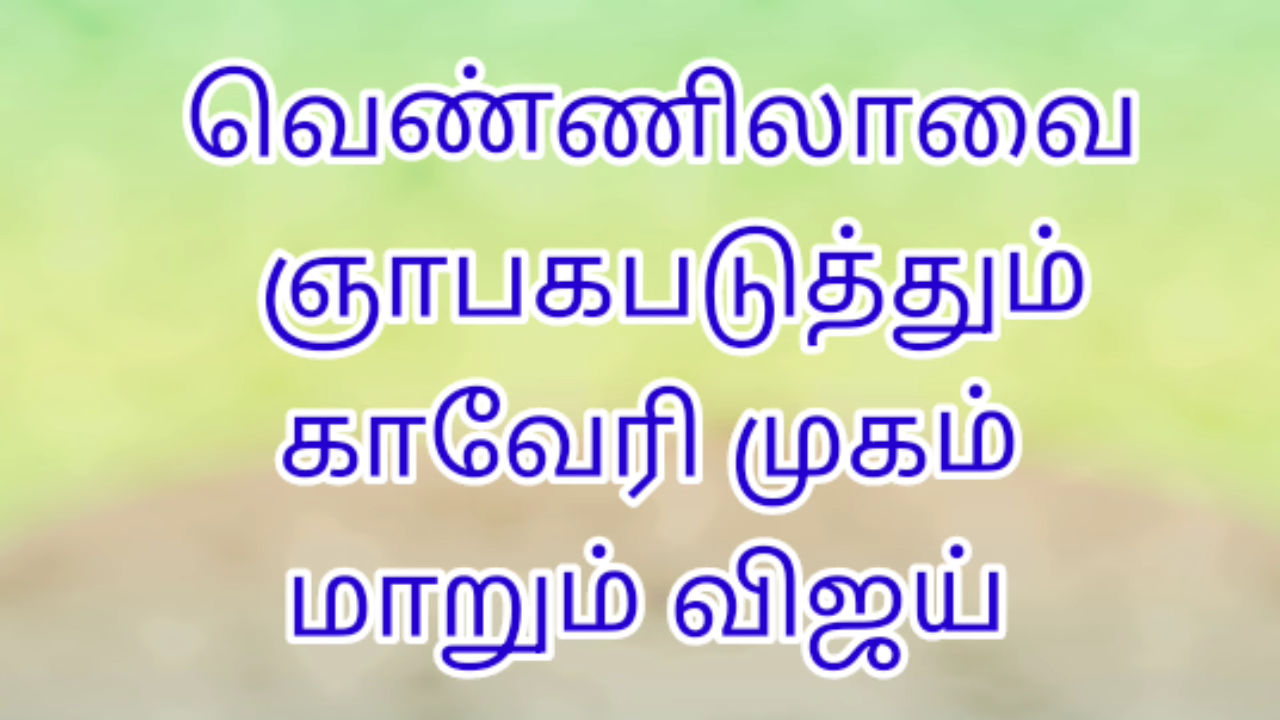 வெண்ணிலாவை
ஞாபகபடுத்தும்
காவேரி முகம்
மாறும் விஜய்